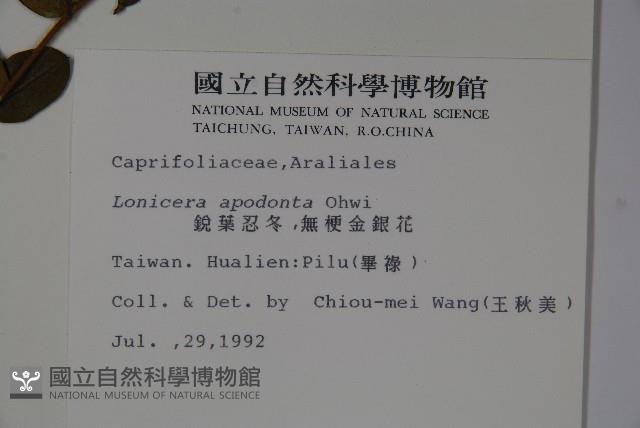 國立自然科學博物館
NATIONAL MUSEUM OF NATURAL SCIENCE
TAICHUNG, TAIWAN, R.O.CHINA
Caprifoliaceae,Araliales
Lonicera apodonta Ohwi
銳葉忍冬,無梗金銀花
Taiwan. Hualien:Pilu(畢祿)
Coll. & Det. by Chiou-mei Wang(王秋美)
Jul. ,29,1992
國立自然科學博物館
NATIONAL MUSEUM OF NATURAL SCIENCE